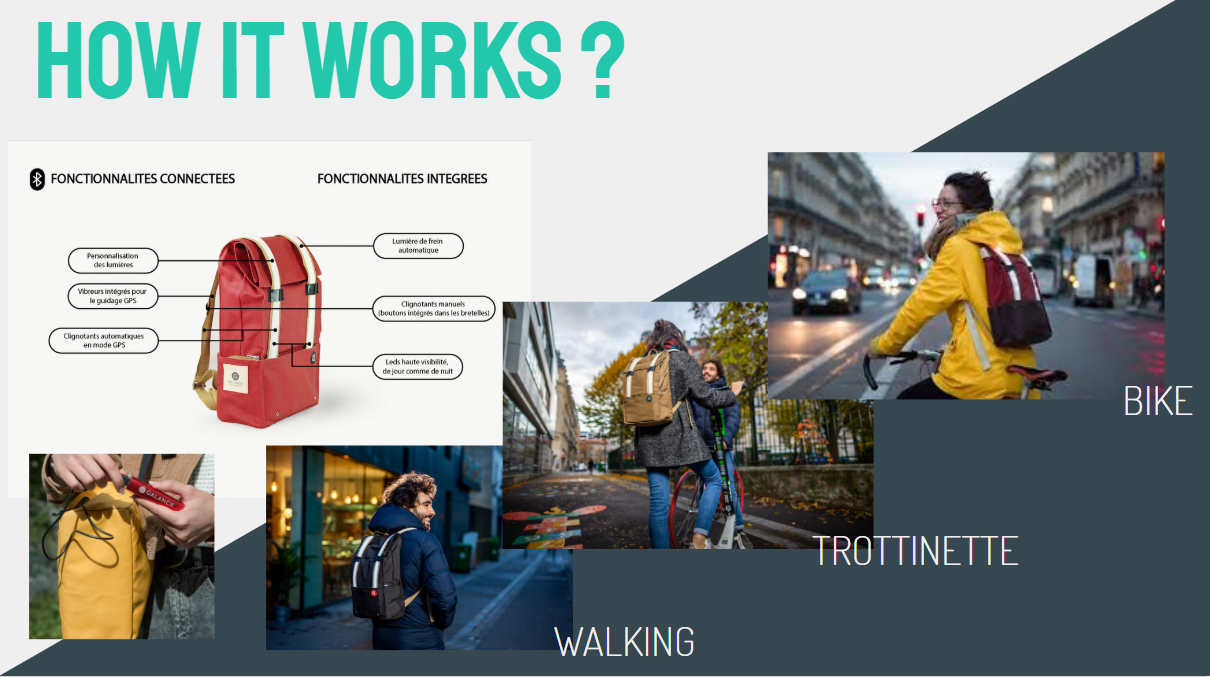 HOW IT WORKS ?
FONCTIONNALITES CONNECTEES
FONCTIONNALITES INTEGREES
Personnalisation
des lumières
Vibreurs intégrés pour
le guidage GPS
Clignotants automatiques
en mode GPS
Lumière de frein
automatique
Clignotants manuels
(boutons intégrés dans les bretelles)
Leds haute visibilité,
de jour comme de nuit
GALANCK
BIKE
TROTTINETTE
WALKING